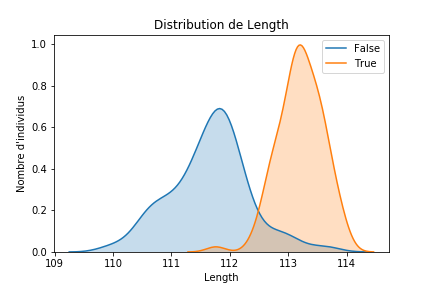 Distribution de Length
False
True
Nombre d'individus
1.0
0.8
0.6
0.4
0.2
0.0
109 110 111 112 113 114
Length